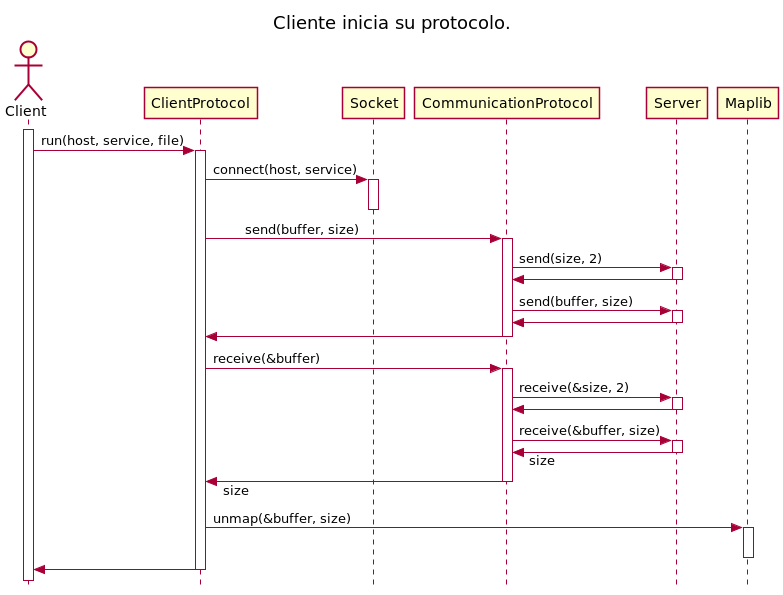 Cliente inicia su protocolo.
Client
ClientProtocol
Socket
CommunicationProtocol
Server
Maplib
run(host, service, file)
connect(host, service)
send(buffer, size)
send(size, 2)
send(buffer, size)
receive(&buffer)
receive(&size, 2)
receive(&buffer, size)
size
size
unmap(&buffer, size)